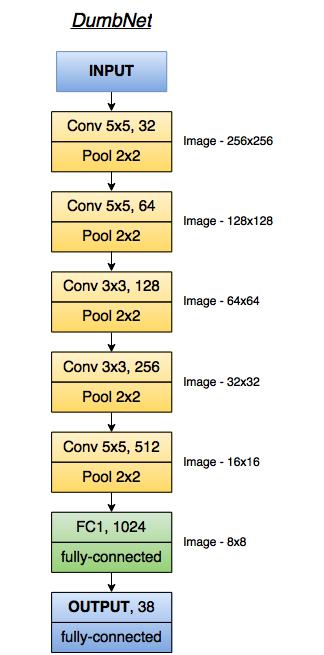 DumbNet
INPUT
Conv 5x5, 32
Pool 2x2
Image - 256x256
Conv 5x5, 64
Pool 2x2
Image - 128x128
Conv 3x3, 128
Pool 2x2
Image - 64x64
Conv 3x3, 256
Pool 2x2
Image - 32x32
Conv 5x5, 512
Pool 2x2
Image - 16x16
FC1, 1024
fully-connected
Image - 8x8
OUTPUT, 38
fully-connected